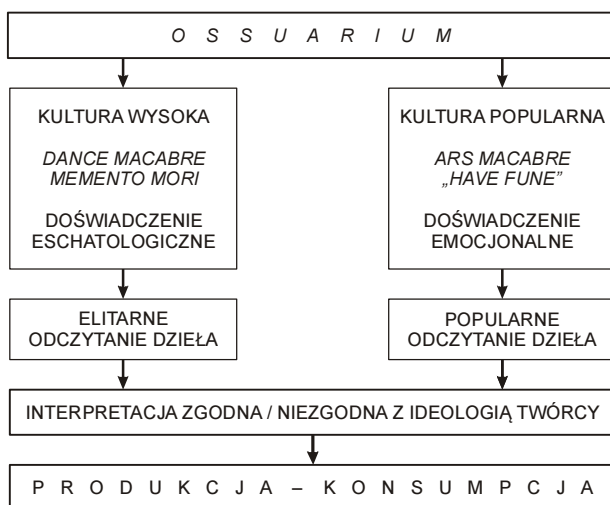 O S S U A R I U M
KULTURA WYSOKA
DANCE MACABRE
MEMENTO MORI
DOŚWIADCZENIE
ESCHATOLOGICZNE
KULTURA POPULARNA
ARS MACABRE
„HAVE FUNE”
DOŚWIADCZENIE
EMOCJONALNE
ELITARNE
ODCZYTANIE DZIEŁA
POPULARNE
ODCZYTANIE DZIEŁA
INTERPRETACJA ZGODNA / NIEZGODNA Z IDEOLOGIĄ TWÓRCY
P R O D U K C J A – K O N S U M P C J A